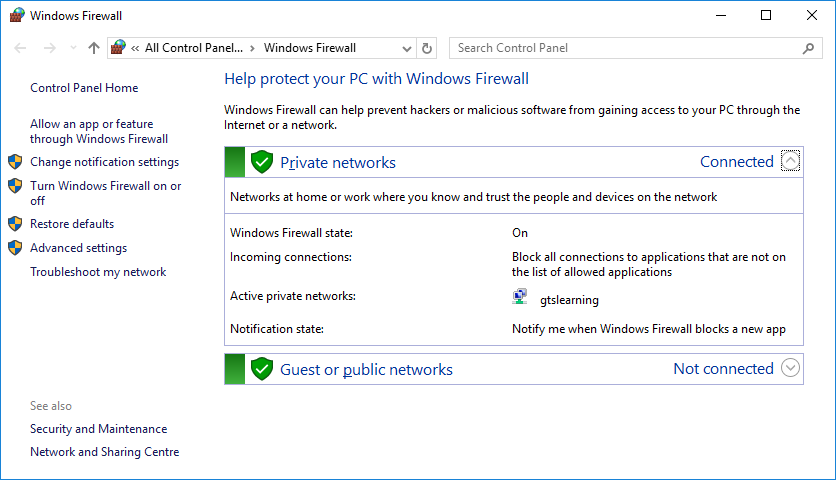 Windows Firewall
« All Control Panel... > Windows Firewall
Search Control Panel
Control Panel Home
Allow an app or feature
through Windows Firewall
Change notification settings
Turn Windows Firewall on or
off
Restore defaults
Advanced settings
Troubleshoot my network
See also
Security and Maintenance
Network and Sharing Centre
Help protect your PC with Windows Firewall
Windows Firewall can help prevent hackers or malicious software from gaining access to your PC through the
Internet or a network.
Private networks Connected
Networks at home or work where you know and trust the people and devices on the network
Windows Firewall state: On
Incoming connections: Block all connections to applications that are not on
the list of allowed applications
Active private networks: gtslearning
Notification state: Notify me when Windows Firewall blocks a new app
Guest or public networks Not connected